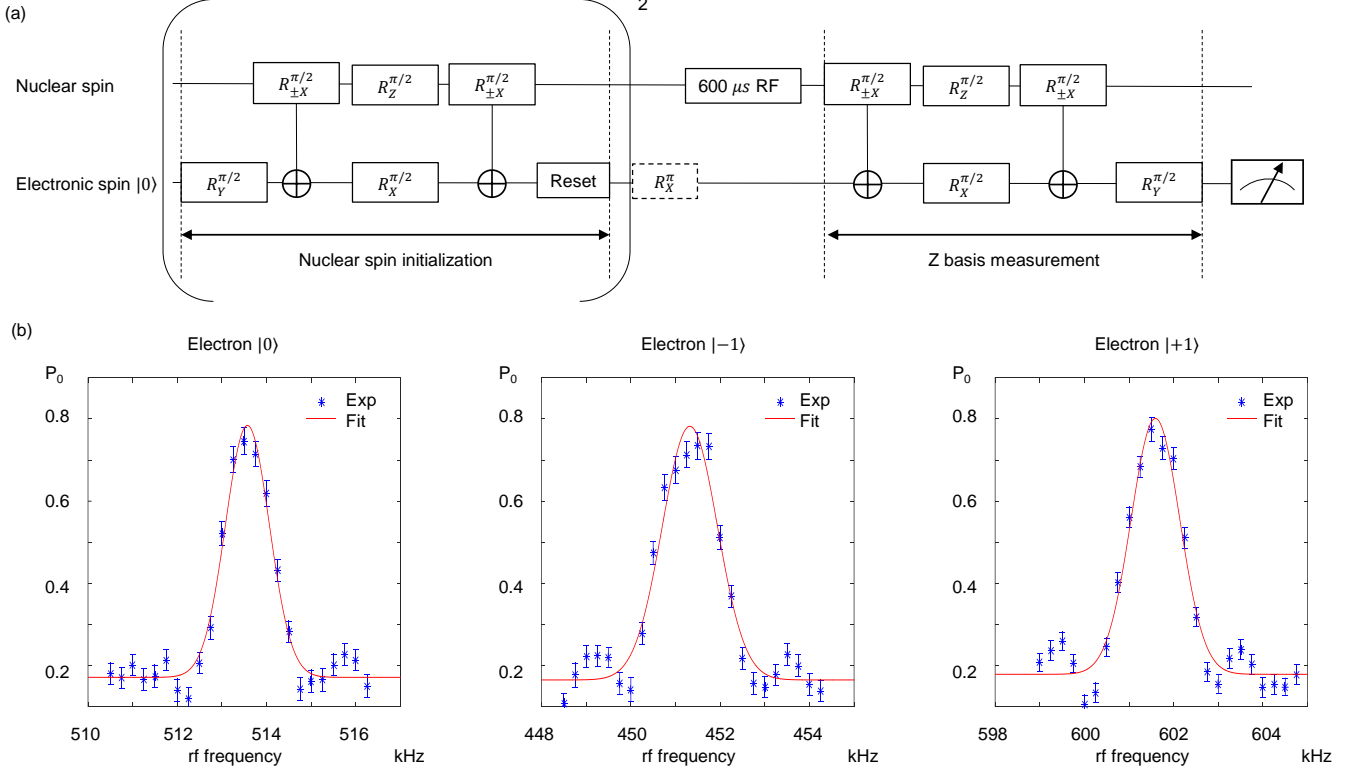 (a)
2
Nuclear spin
R_{±X}^{π/2} R_Z^{π/2} R_{±X}^{π/2} 600 μs RF R_{±X}^{π/2} R_Z^{π/2} R_{±X}^{π/2}
Electronic spin |0⟩ R_Y^{π/2} R_X^{π/2} Reset R_X^π R_X^{π/2} R_Y^{π/2}
Nuclear spin initialization
Z basis measurement
(b)
Electron |0⟩
P₀
0.8
0.6
0.4
0.2
Exp
Fit
510 512 514 516
rf frequency kHz
Electron |−1⟩
P₀
0.8
0.6
0.4
0.2
Exp
Fit
448 450 452 454
rf frequency kHz
Electron |+1⟩
P₀
0.8
0.6
0.4
0.2
Exp
Fit
598 600 602 604
rf frequency kHz